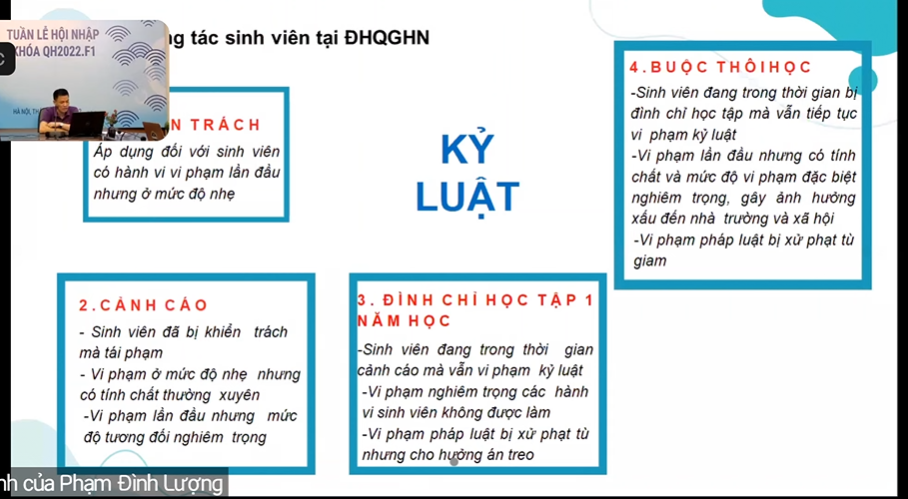 TUẦN LỄ HỘI NHẬP
KHÓA QH2022.F1
tác sinh viên tại ĐHQGHN
TRÁCH
Áp dụng đối với sinh viên
có hành vi vi phạm lần đầu
nhưng ở mức độ nhẹ
KỶ
LUẬT
2.CẢNH CÁO
- Sinh viên đã bị khiển trách
mà tái phạm
- Vi phạm ở mức độ nhẹ nhưng
có tính chất thường xuyên
-Vi phạm lần đầu nhưng mức
độ tương đối nghiêm trọng
3. ĐÌNH CHỈ HỌC TẬP 1
NĂM HỌC
-Sinh viên đang trong thời gian
cảnh cáo mà vẫn vi phạm kỷ luật
-Vi phạm nghiêm trọng các hành
vi sinh viên không được làm
-Vi phạm pháp luật bị xử phạt tù
nhưng cho hưởng án treo
4.BUỘC THÔI HỌC
-Sinh viên đang trong thời gian bị
đình chỉ học tập mà vẫn tiếp tục
vi phạm kỷ luật
-Vi phạm lần đầu nhưng có tính
chất và mức độ vi phạm đặc biệt
nghiêm trọng, gây ảnh hưởng
xấu đến nhà trường và xã hội
-Vi phạm pháp luật bị xử phạt tù
giam
của Phạm Đình Lượng